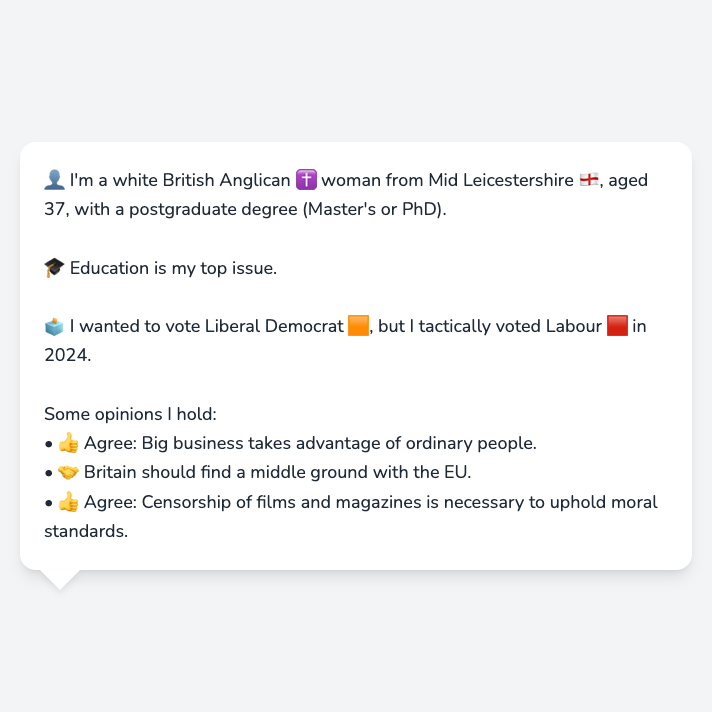 👤 I'm a white British Anglican ✝️ woman from Mid Leicestershire 🏴󠁧󠁢󠁥󠁮󠁧󠁿, aged
37, with a postgraduate degree (Master's or PhD).
🎓 Education is my top issue.
🗳️ I wanted to vote Liberal Democrat 🟧, but I tactically voted Labour 🟥 in
2024.
Some opinions I hold:
• 👍 Agree: Big business takes advantage of ordinary people.
• 🤝 Britain should find a middle ground with the EU.
• 👍 Agree: Censorship of films and magazines is necessary to uphold moral
standards.